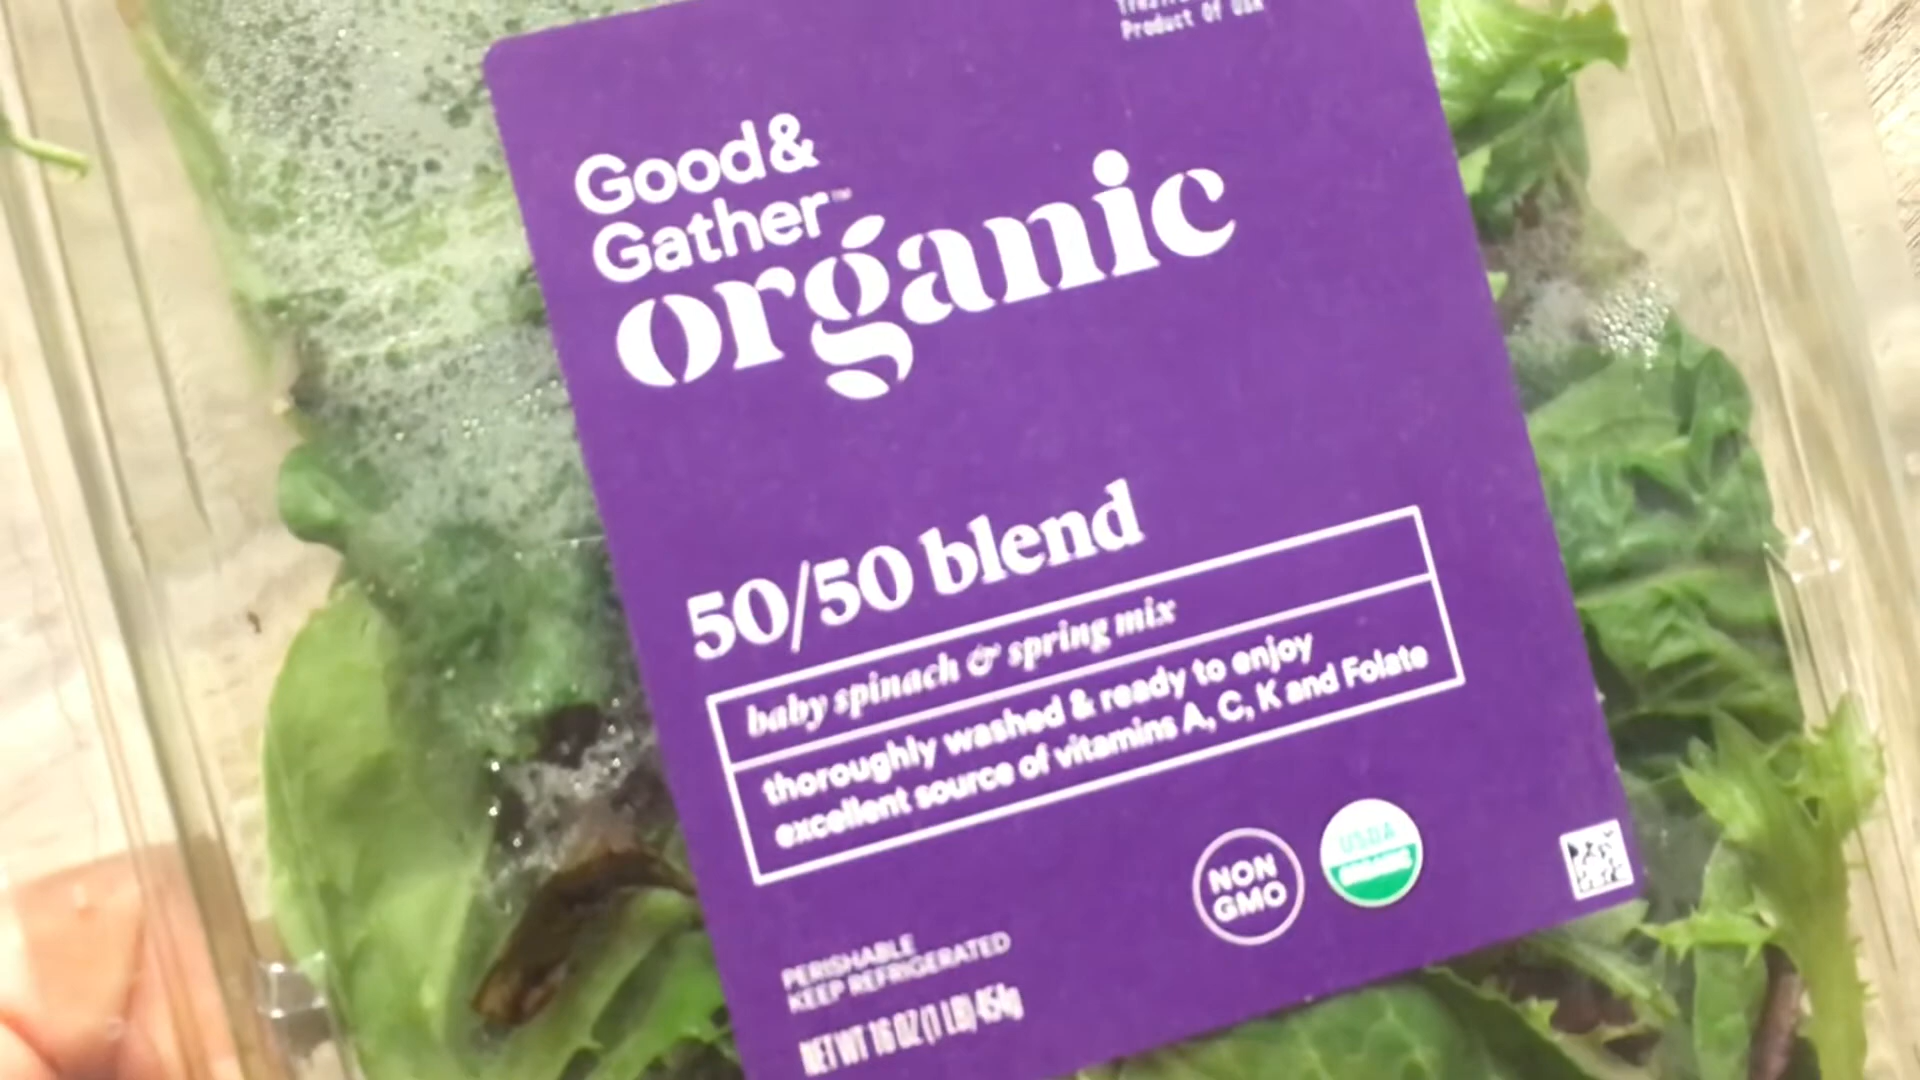 Product Of USA
Good&
Gather™
organic
50/50 blend
baby spinach & spring mix
thoroughly washed & ready to enjoy
excellent source of vitamins A, C, K and Folate
NON
GMO
USDA
ORGANIC
PERISHABLE
KEEP REFRIGERATED
NET WT 16 OZ (1 LB) 454g